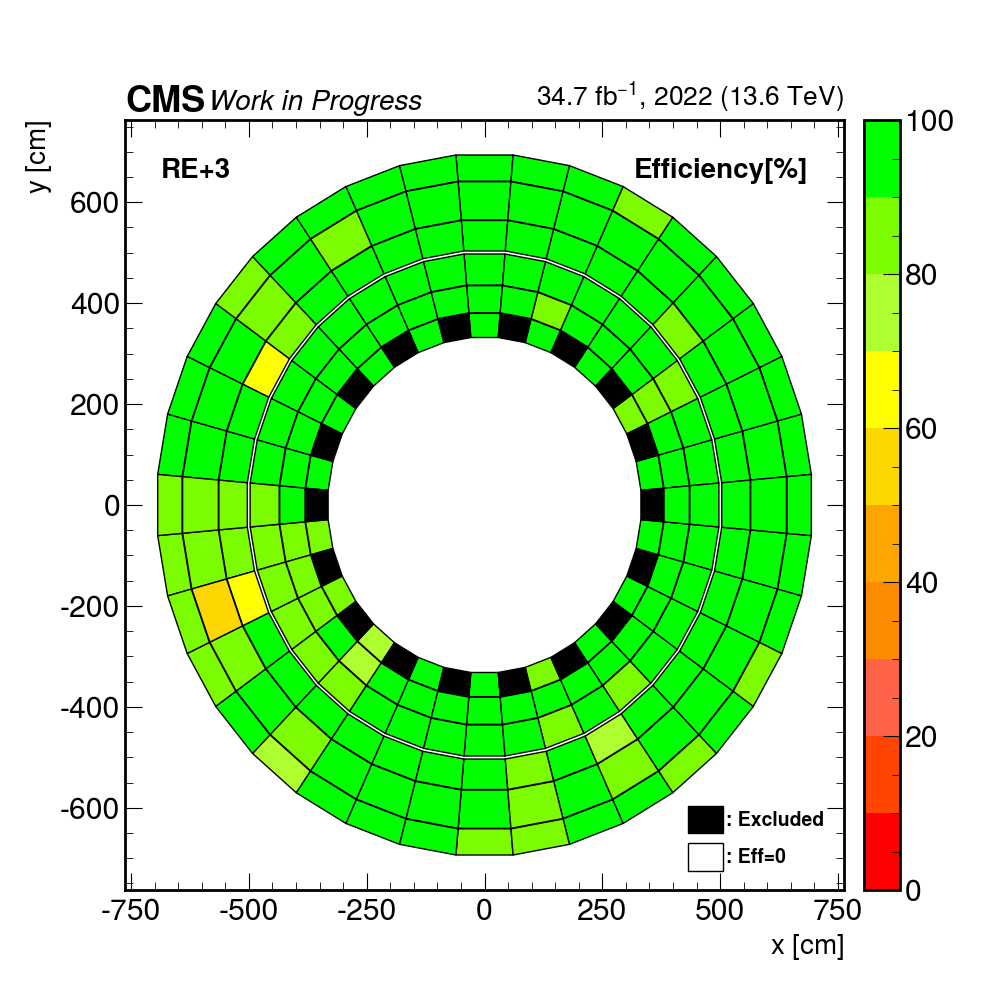 CMS Work in Progress 34.7 fb⁻¹, 2022 (13.6 TeV)
y [cm]
RE+3 Efficiency[%]
600
400
200
0
-200
-400
-600
: Excluded
: Eff=0
-750 -500 -250 0 250 500 750
x [cm]
100
80
60
40
20
0